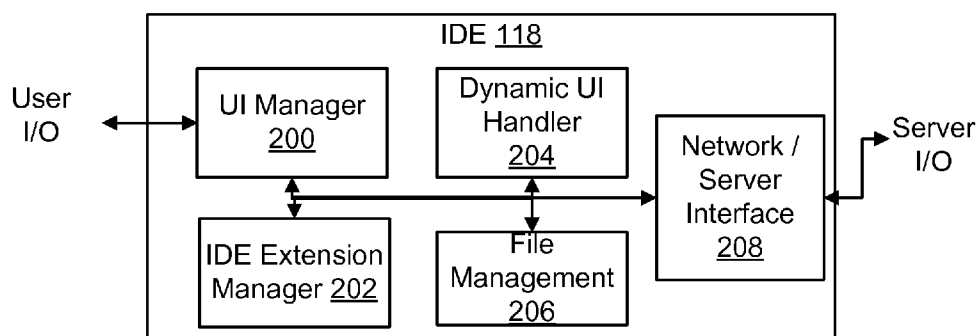 IDE 118
User
I/O
UI Manager
200
Dynamic UI
Handler
204
Network /
Server
Interface
208
Server
I/O
IDE Extension
Manager 202
File
Management
206